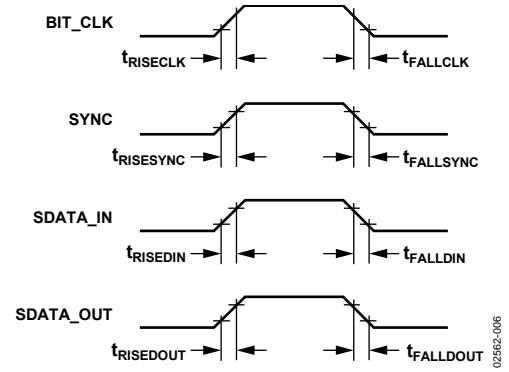 BIT_CLK
tRISECLK
tFALLCLK
SYNC
tRISESYNC
tFALLSYNC
SDATA_IN
tRISEDIN
tFALLDIN
SDATA_OUT
tRISEDOUT
tFALLDOUT
02562-006